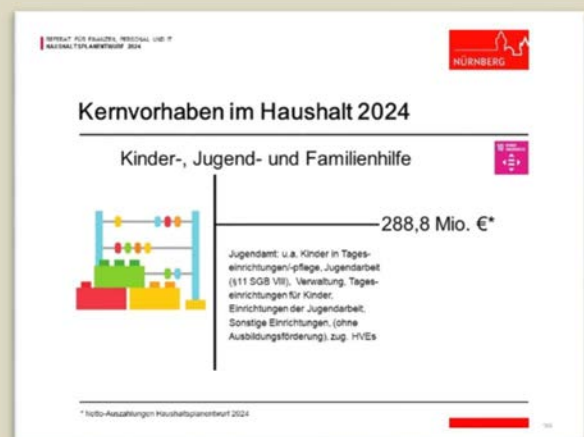 REFERAT FÜR FINANZEN, PERSONAL UND IT
HAUSHALTSPLANENTWURF 2024
NÜRNBERG
Kernvorhaben im Haushalt 2024
Kinder-, Jugend- und Familienhilfe
10
288,8 Mio. €*
Jugendamt: u.a. Kinder in Tages-
einrichtungen/-pflege, Jugendarbeit
(§11 SGB VIII), Verwaltung, Tages-
einrichtungen für Kinder,
Einrichtungen der Jugendarbeit,
Sonstige Einrichtungen, (ohne
Ausbildungsförderung), zug. HVEs
* Netto-Auszahlungen Haushaltsplanentwurf 2024